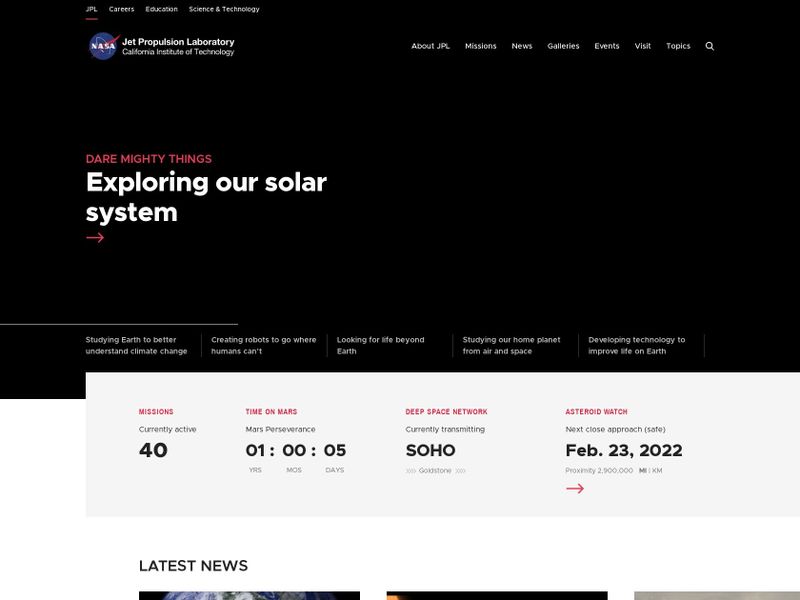 JPL Careers Education Science & Technology
NASA
Jet Propulsion Laboratory
California Institute of Technology
About JPL Missions News Galleries Events Visit Topics
DARE MIGHTY THINGS
Exploring our solar
system
Studying Earth to better
understand climate change
Creating robots to go where
humans can't
Looking for life beyond
Earth
Studying our home planet
from air and space
Developing technology to
improve life on Earth
MISSIONS
Currently active
40
TIME ON MARS
Mars Perseverance
01 : 00 : 05
YRS MOS DAYS
DEEP SPACE NETWORK
Currently transmitting
SOHO
Goldstone
ASTEROID WATCH
Next close approach (safe)
Feb. 23, 2022
Proximity 2,900,000 MI | KM
LATEST NEWS